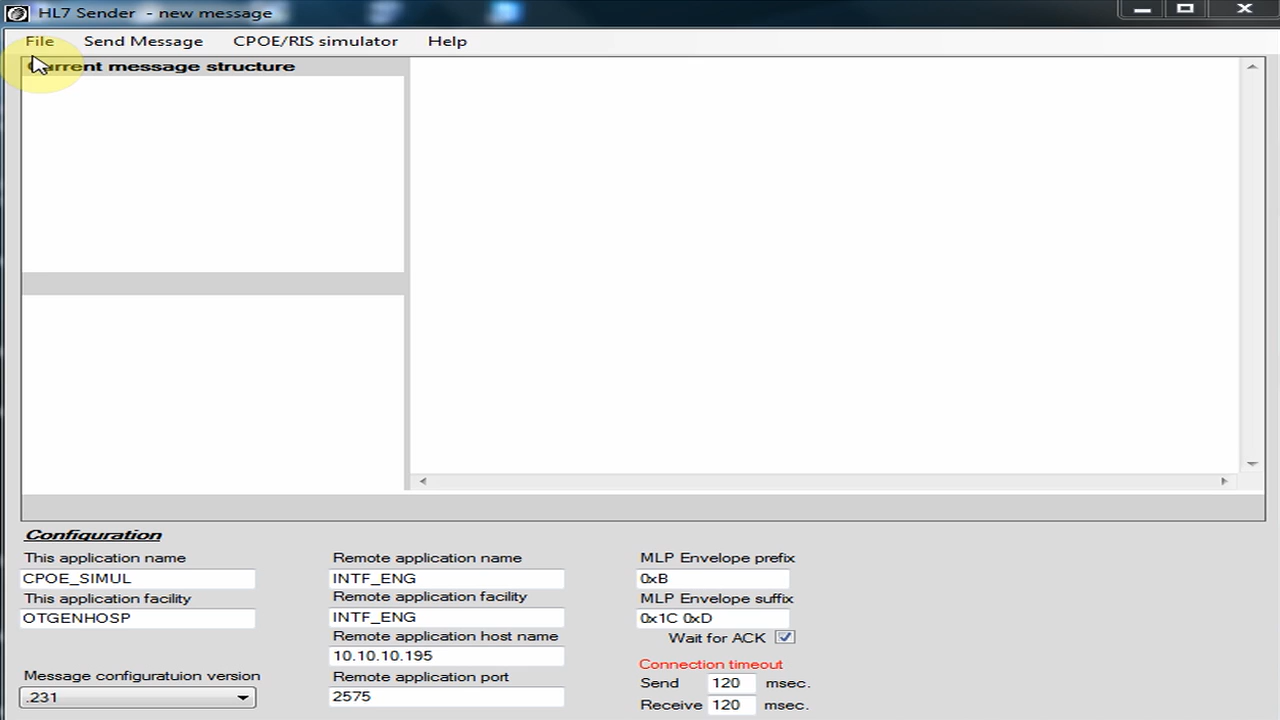 HL7 Sender - new message
File Send Message CPOE/RIS simulator Help
Current message structure
Configuration
This application name
CPOE_SIMUL
This application facility
OTGENHOSP
Message configuratuion version
.231
Remote application name
INTF_ENG
Remote application facility
INTF_ENG
Remote application host name
10.10.10.195
Remote application port
2575
MLP Envelope prefix
0xB
MLP Envelope suffix
0x1C 0xD
Wait for ACK
Connection timeout
Send 120 msec.
Receive 120 msec.